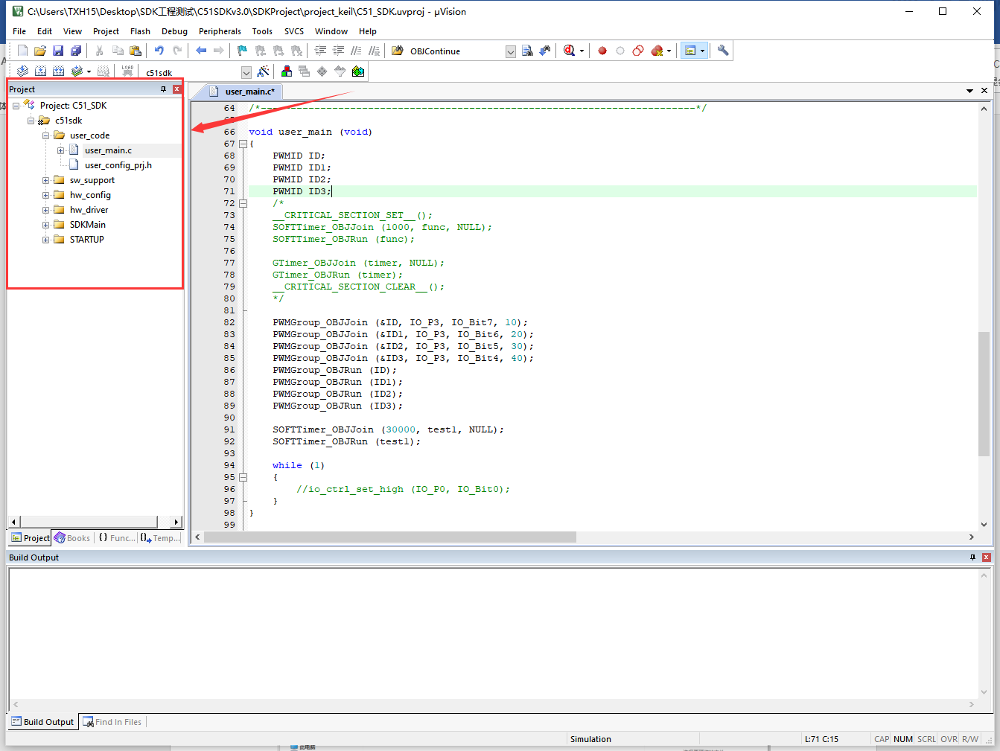 C:\Users\TXH15\Desktop\SDK工程测试\C51SDKv3.0\SDKProject\project_keil\C51_SDK.uvproj - µVision
File Edit View Project Flash Debug Peripherals Tools SVCS Window Help
OBJContinue
LOAD c51sdk
Project
Project: C51_SDK
c51sdk
user_code
user_main.c
user_config_prj.h
sw_support
hw_config
hw_driver
SDKMain
STARTUP
Project Books {} Func... {} Temp...
user_main.c*
64 /*-------------------------------------------------------------------------*/
65
66 void user_main (void)
67 {
68 PWMID ID;
69 PWMID ID1;
70 PWMID ID2;
71 PWMID ID3;
72 /*
73 __CRITICAL_SECTION_SET__();
74 SOFTTimer_OBJJoin (1000, func, NULL);
75 SOFTTimer_OBJRun (func);
76
77 GTimer_OBJJoin (timer, NULL);
78 GTimer_OBJRun (timer);
79 __CRITICAL_SECTION_CLEAR__();
80 */
81
82 PWMGroup_OBJJoin (&ID, IO_P3, IO_Bit7, 10);
83 PWMGroup_OBJJoin (&ID1, IO_P3, IO_Bit6, 20);
84 PWMGroup_OBJJoin (&ID2, IO_P3, IO_Bit5, 30);
85 PWMGroup_OBJJoin (&ID3, IO_P3, IO_Bit4, 40);
86 PWMGroup_OBJRun (ID);
87 PWMGroup_OBJRun (ID1);
88 PWMGroup_OBJRun (ID2);
89 PWMGroup_OBJRun (ID3);
90
91 SOFTTimer_OBJJoin (30000, test1, NULL);
92 SOFTTimer_OBJRun (test1);
93
94 while (1)
95 {
96 //io_ctrl_set_high (IO_P0, IO_Bit0);
97 }
98 }
99
Build Output
Build Output Find In Files
Simulation L:71 C:15 CAP NUM SCRL OVR R/W
此电脑